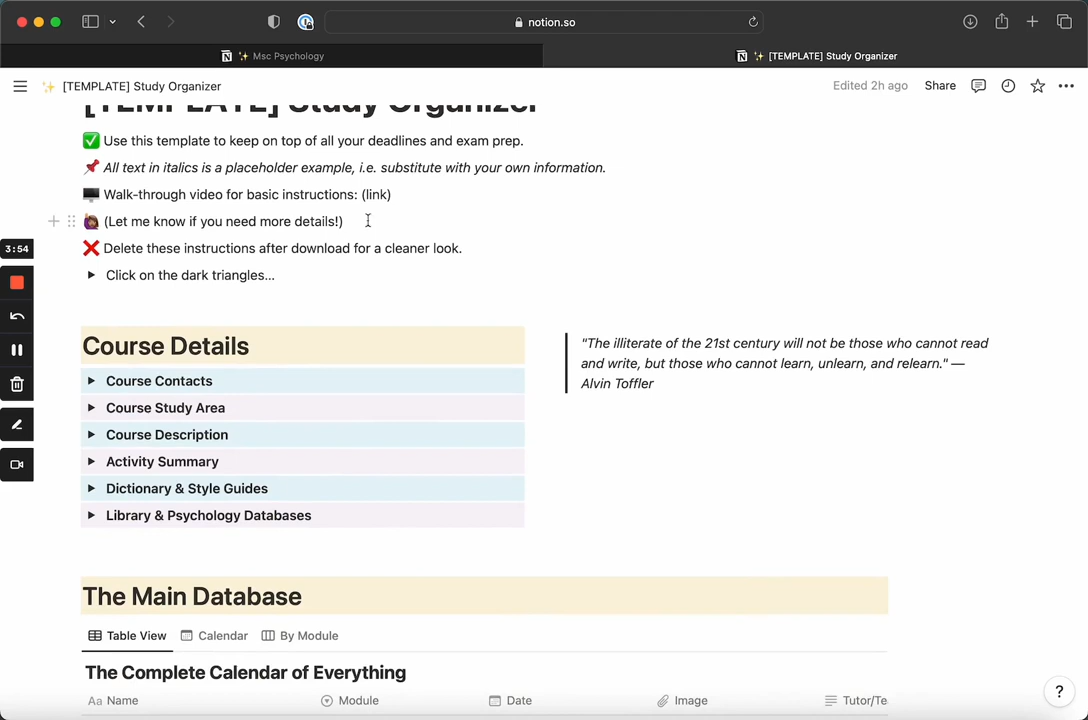 notion.so
✨ Msc Psychology
✨ [TEMPLATE] Study Organizer
✨ [TEMPLATE] Study Organizer
Edited 2h ago
Share
[TEMPLATE] Study Organizer
✅ Use this template to keep on top of all your deadlines and exam prep.
📌 All text in italics is a placeholder example, i.e. substitute with your own information.
🖥️ Walk-through video for basic instructions: (link)
🙋🏽‍♀️ (Let me know if you need more details!)
3:54
❌ Delete these instructions after download for a cleaner look.
Click on the dark triangles...
Course Details
Course Contacts
Course Study Area
Course Description
Activity Summary
Dictionary & Style Guides
Library & Psychology Databases
"The illiterate of the 21st century will not be those who cannot read
and write, but those who cannot learn, unlearn, and relearn." —
Alvin Toffler
The Main Database
Table View
Calendar
By Module
The Complete Calendar of Everything
Aa Name
Module
Date
Image
Tutor/Te
?